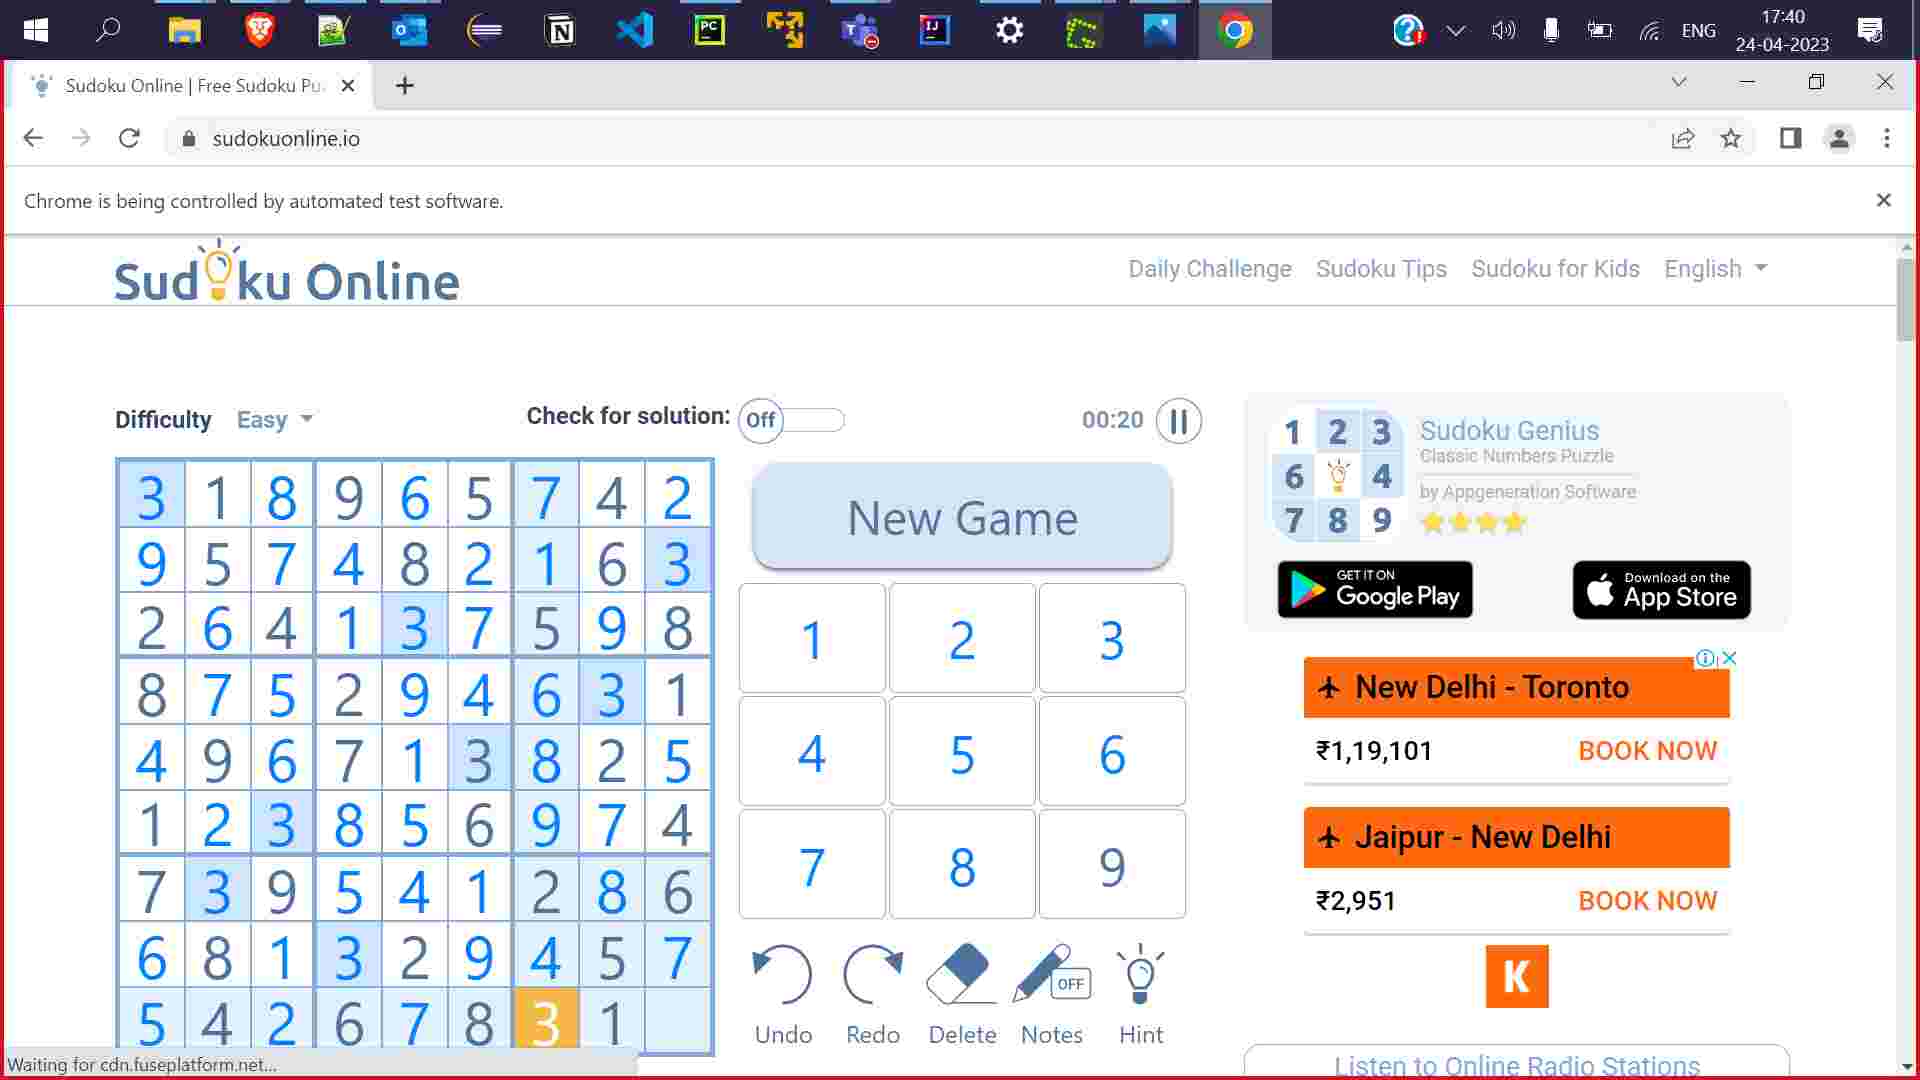 17:40
ENG
24-04-2023
Sudoku Online | Free Sudoku Pu
sudokuonline.io
Chrome is being controlled by automated test software.
Sudoku Online
Daily Challenge Sudoku Tips Sudoku for Kids English
Difficulty Easy Check for solution: Off 00:20
3 1 8 9 6 5 7 4 2
9 5 7 4 8 2 1 6 3
2 6 4 1 3 7 5 9 8
8 7 5 2 9 4 6 3 1
4 9 6 7 1 3 8 2 5
1 2 3 8 5 6 9 7 4
7 3 9 5 4 1 2 8 6
6 8 1 3 2 9 4 5 7
5 4 2 6 7 8 3 1
New Game
1 2 3
4 5 6
7 8 9
Undo Redo Delete Notes Hint
OFF
1 2 3
6 4
7 8 9
Sudoku Genius
Classic Numbers Puzzle
by Appgeneration Software
GET IT ON
Google Play
Download on the
App Store
New Delhi - Toronto
₹1,19,101 BOOK NOW
Jaipur - New Delhi
₹2,951 BOOK NOW
K
Listen to Online Radio Stations
Waiting for cdn.fuseplatform.net...